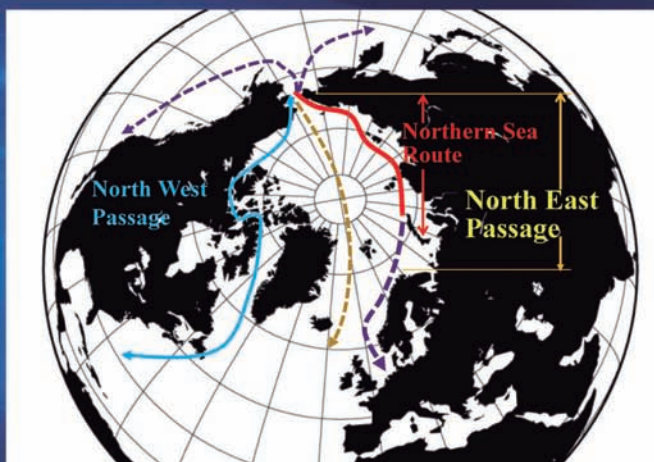 Northern Sea
Route
North West
Passage
North East
Passage